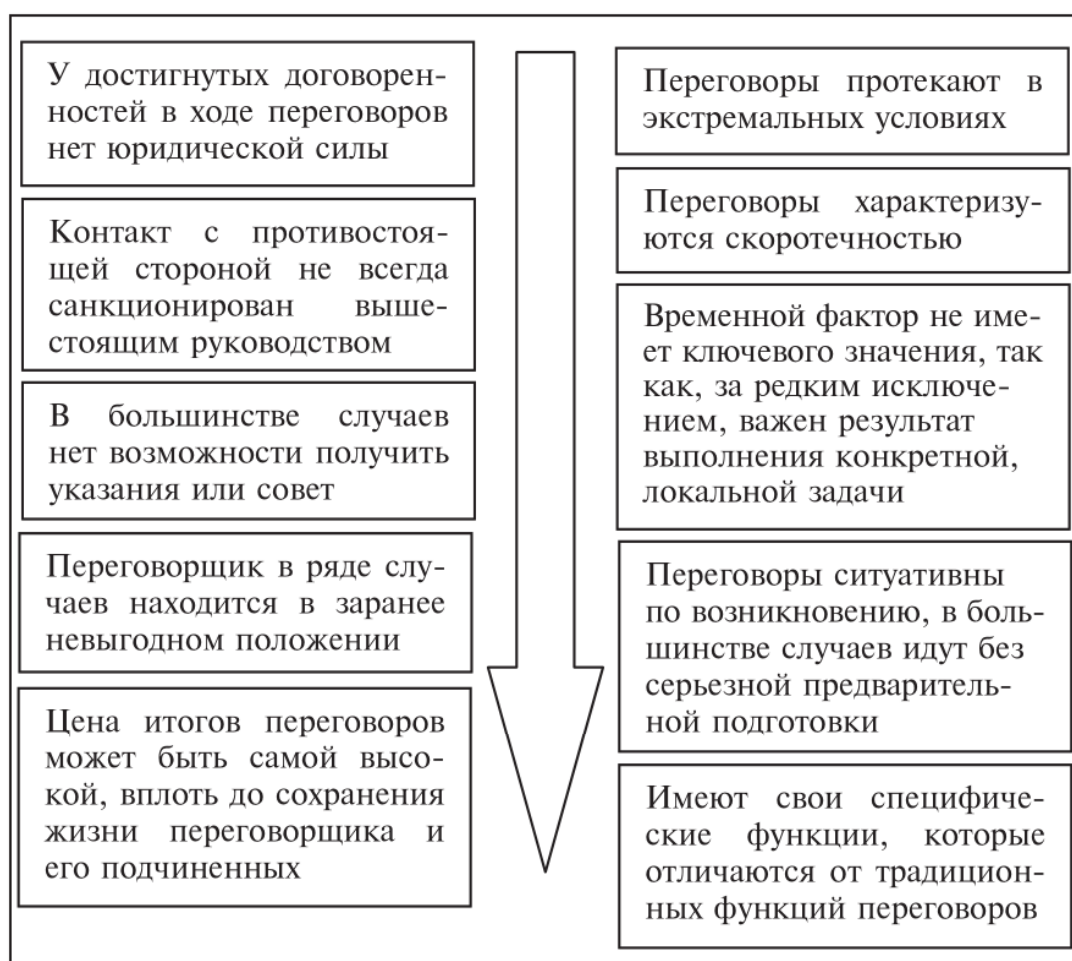 У достигнутых договорен-
ностей в ходе переговоров
нет юридической силы
Контакт с противостоя-
щей стороной не всегда
санкционирован выше-
стоящим руководством
В большинстве случаев
нет возможности получить
указания или совет
Переговорщик в ряде слу-
чаев находится в заранее
невыгодном положении
Цена итогов переговоров
может быть самой высо-
кой, вплоть до сохранения
жизни переговорщика и
его подчиненных
Переговоры протекают в
экстремальных условиях
Переговоры характеризу-
ются скоротечностью
Временной фактор не име-
ет ключевого значения, так
как, за редким исключе-
нием, важен результат
выполнения конкретной,
локальной задачи
Переговоры ситуативны
по возникновению, в боль-
шинстве случаев идут без
серьезной предваритель-
ной подготовки
Имеют свои специфиче-
ские функции, которые
отличаются от традицион-
ных функций переговоров